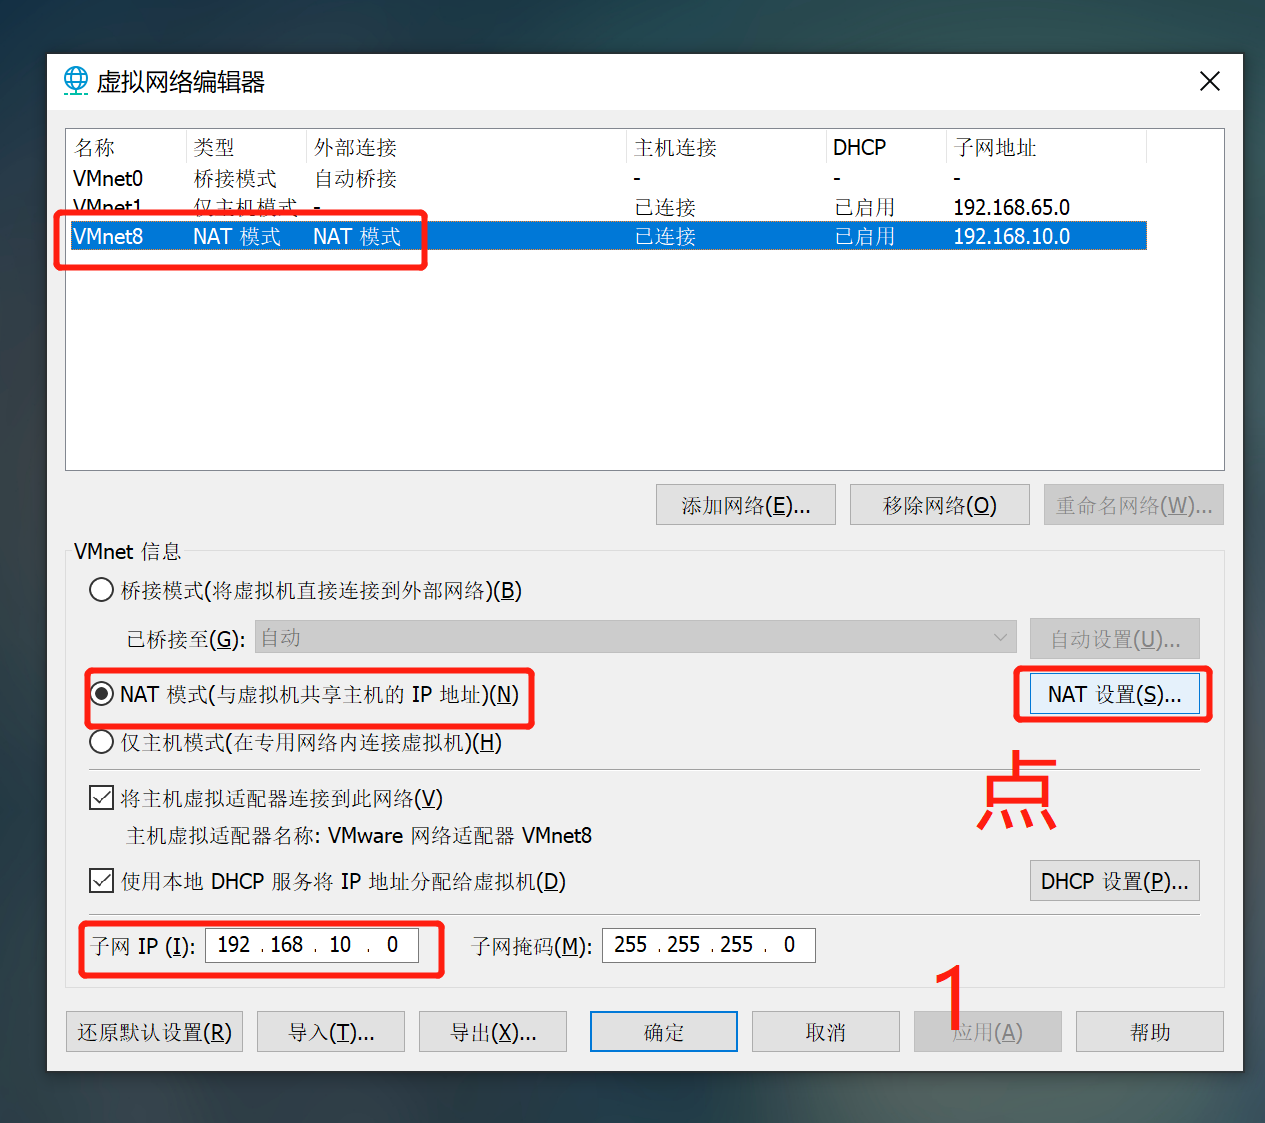 虚拟网络编辑器
名称 类型 外部连接 主机连接 DHCP 子网地址
VMnet0 桥接模式 自动桥接 - - -
VMnet1 仅主机模式 - 已连接 已启用 192.168.65.0
VMnet8 NAT 模式 NAT 模式 已连接 已启用 192.168.10.0
添加网络(E)... 移除网络(O) 重命名网络(W)...
VMnet 信息
桥接模式(将虚拟机直接连接到外部网络)(B)
已桥接至(G): 自动 自动设置(U)...
NAT 模式(与虚拟机共享主机的 IP 地址)(N) NAT 设置(S)...
仅主机模式(在专用网络内连接虚拟机)(H)
点
将主机虚拟适配器连接到此网络(V)
主机虚拟适配器名称: VMware 网络适配器 VMnet8
使用本地 DHCP 服务将 IP 地址分配给虚拟机(D) DHCP 设置(P)...
子网 IP (I): 192 . 168 . 10 . 0 子网掩码(M): 255 . 255 . 255 . 0
1
还原默认设置(R) 导入(T)... 导出(X)... 确定 取消 应用(A) 帮助